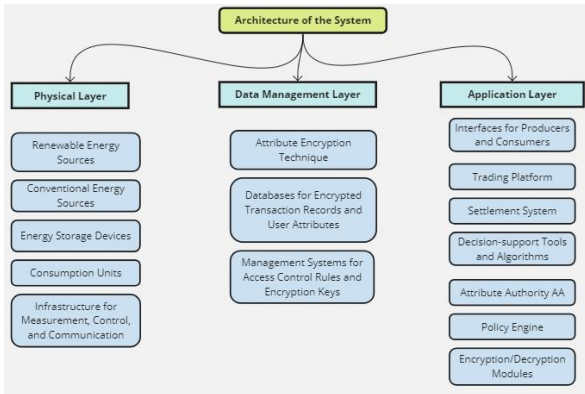 Architecture of the System
Physical Layer
Renewable Energy
Sources
Conventional Energy
Sources
Energy Storage Devices
Consumption Units
Infrastructure for
Measurement, Control,
and Communication
Data Management Layer
Attribute Encryption
Technique
Databases for Encrypted
Transaction Records and
User Attributes
Management Systems for
Access Control Rules and
Encryption Keys
Application Layer
Interfaces for Producers
and Consumers
Trading Platform
Settlement System
Decision-support Tools
and Algorithms
Attribute Authority AA
Policy Engine
Encryption/Decryption
Modules